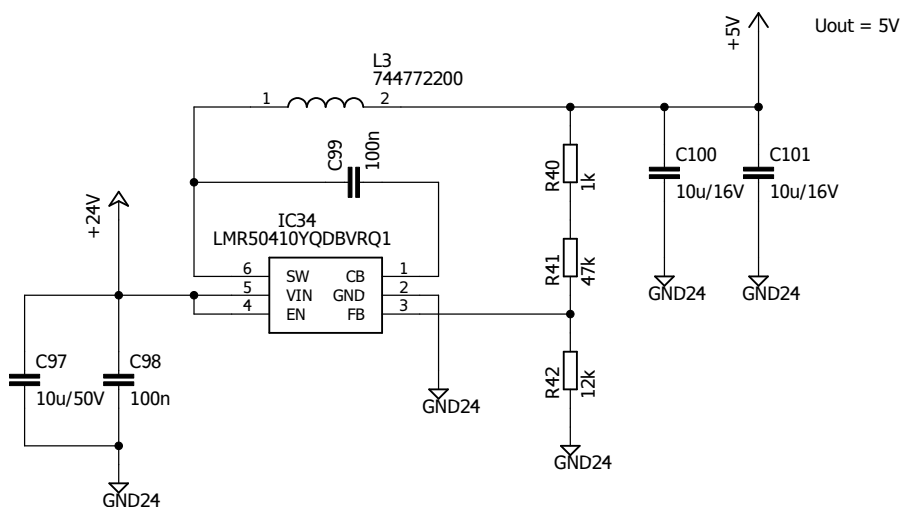 +5V
Uout = 5V
L3
744772200
1
2
C99
100n
R40
1k
C100
10u/16V
C101
10u/16V
+24V
IC34
LMR50410YQDBVRQ1
6
SW
CB
1
5
VIN
GND
2
4
EN
FB
3
R41
47k
GND24
GND24
C97
10u/50V
C98
100n
R42
12k
GND24
GND24
GND24